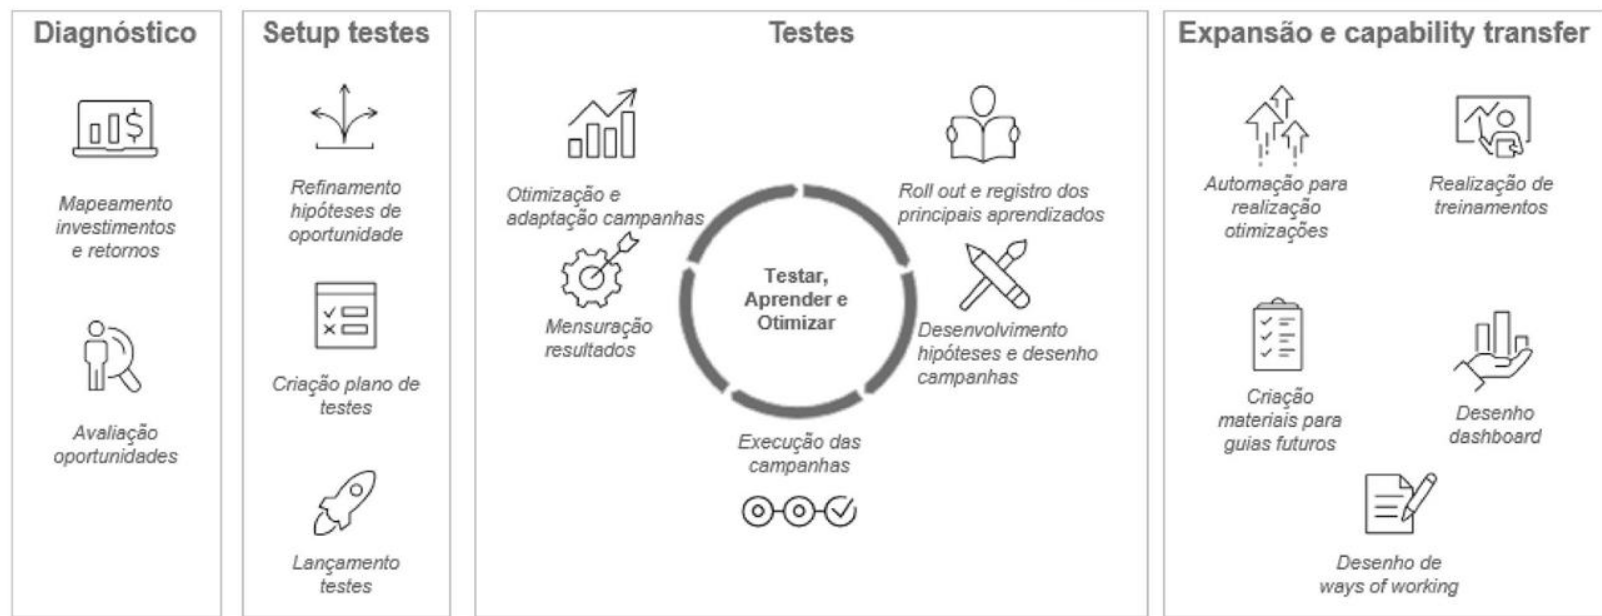 Diagnóstico
Mapeamento
investimentos
e retornos
Avaliação
oportunidades
Setup testes
Refinamento
hipóteses de
oportunidade
Criação plano de
testes
Lançamento
testes
Testes
Otimização e
adaptação campanhas
Roll out e registro dos
principais aprendizados
Mensuração
resultados
Testar,
Aprender e
Otimizar
Desenvolvimento
hipóteses e desenho
campanhas
Execução das
campanhas
Expansão e capability transfer
Automação para
realização
otimizações
Realização de
treinamentos
Criação
materiais para
guias futuros
Desenho
dashboard
Desenho de
ways of working